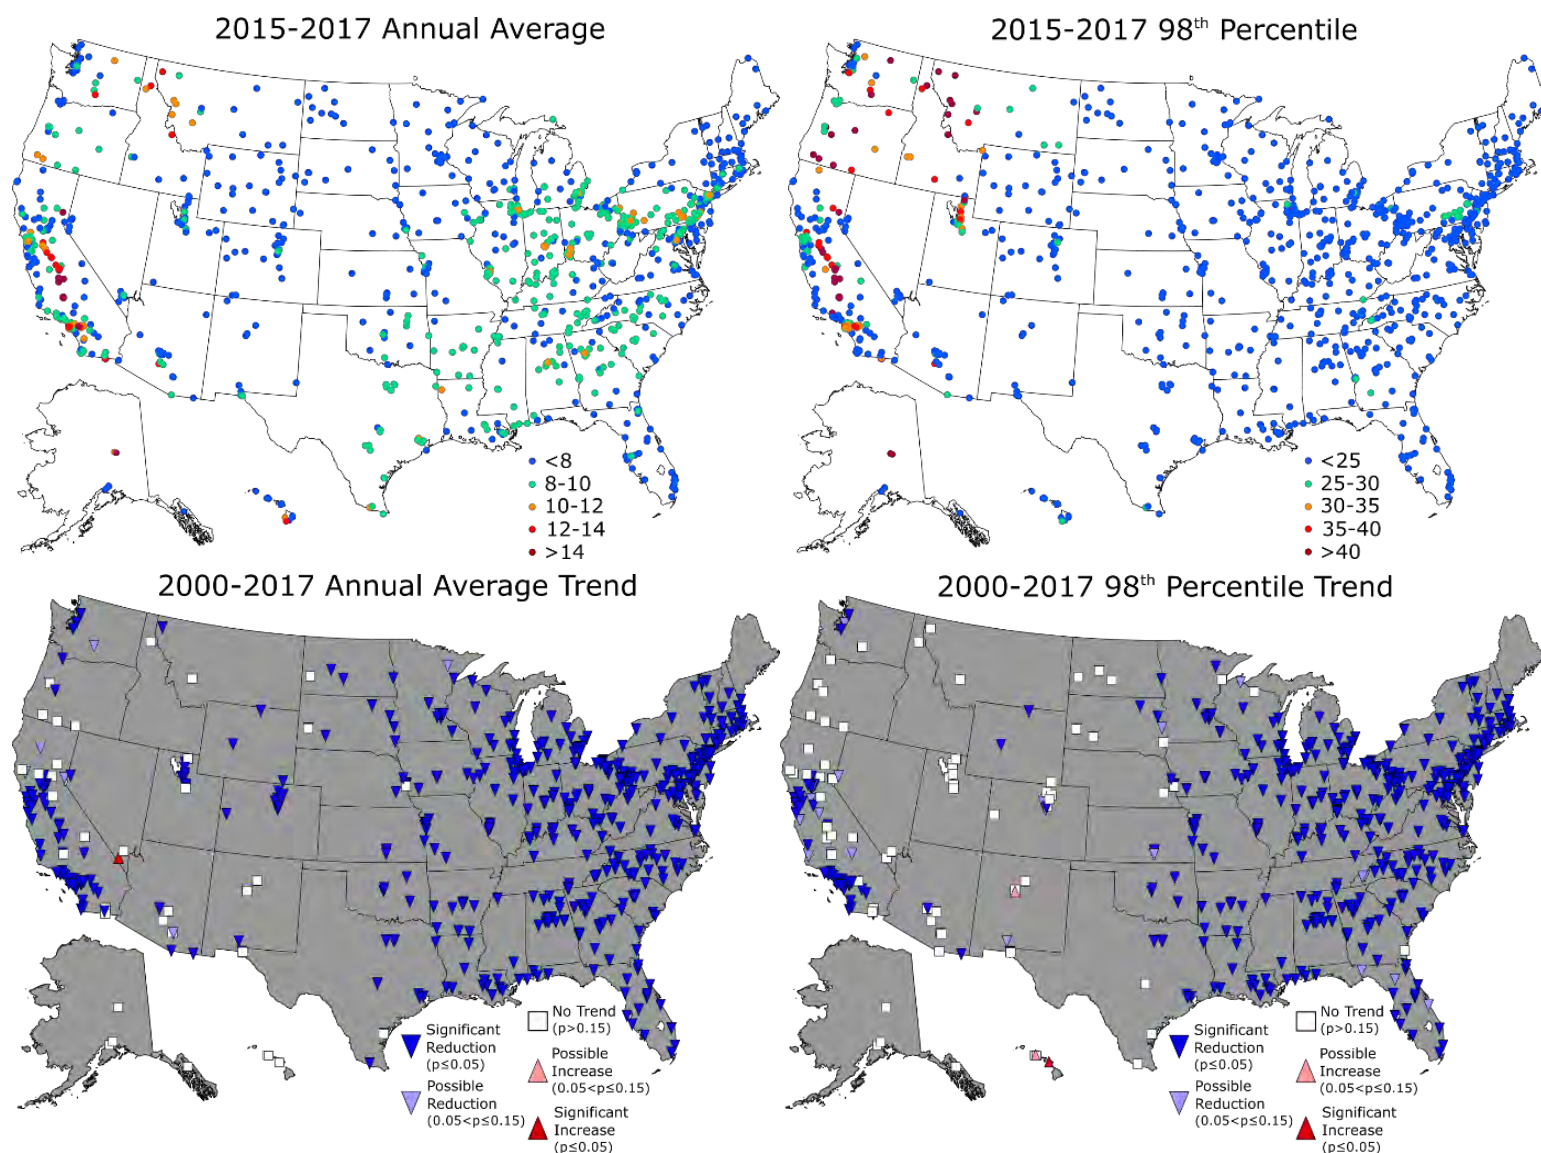 2015-2017 Annual Average
2015-2017 98th Percentile
<8
8-10
10-12
12-14
>14
<25
25-30
30-35
35-40
>40
2000-2017 Annual Average Trend
2000-2017 98th Percentile Trend
Significant
Reduction
(p≤0.05)
Possible
Reduction
(0.05<p≤0.15)
No Trend
(p>0.15)
Possible
Increase
(0.05<p≤0.15)
Significant
Increase
(p≤0.05)
Significant
Reduction
(p≤0.05)
Possible
Reduction
(0.05<p≤0.15)
No Trend
(p>0.15)
Possible
Increase
(0.05<p≤0.15)
Significant
Increase
(p≤0.05)